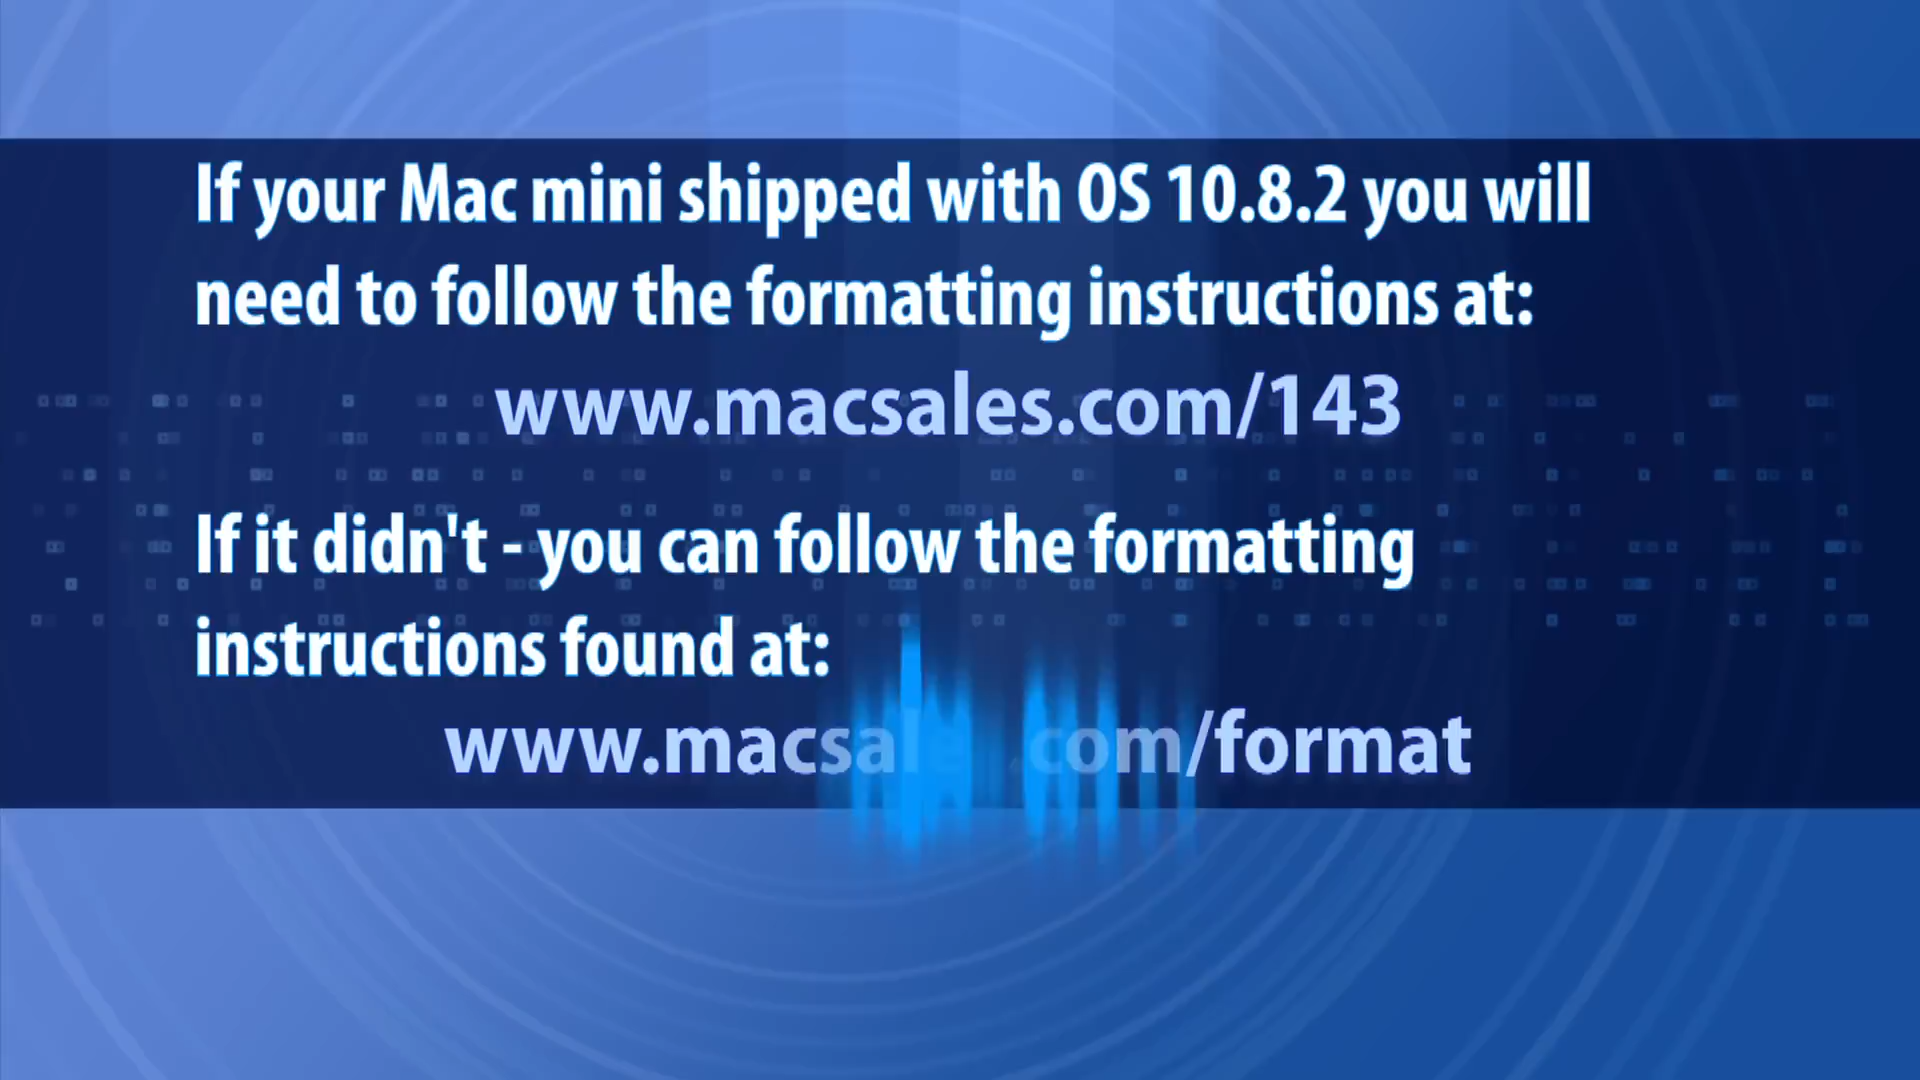 If your Mac mini shipped with OS 10.8.2 you will
need to follow the formatting instructions at:
www.macsales.com/143
If it didn't - you can follow the formatting
instructions found at:
www.macsales.com/format